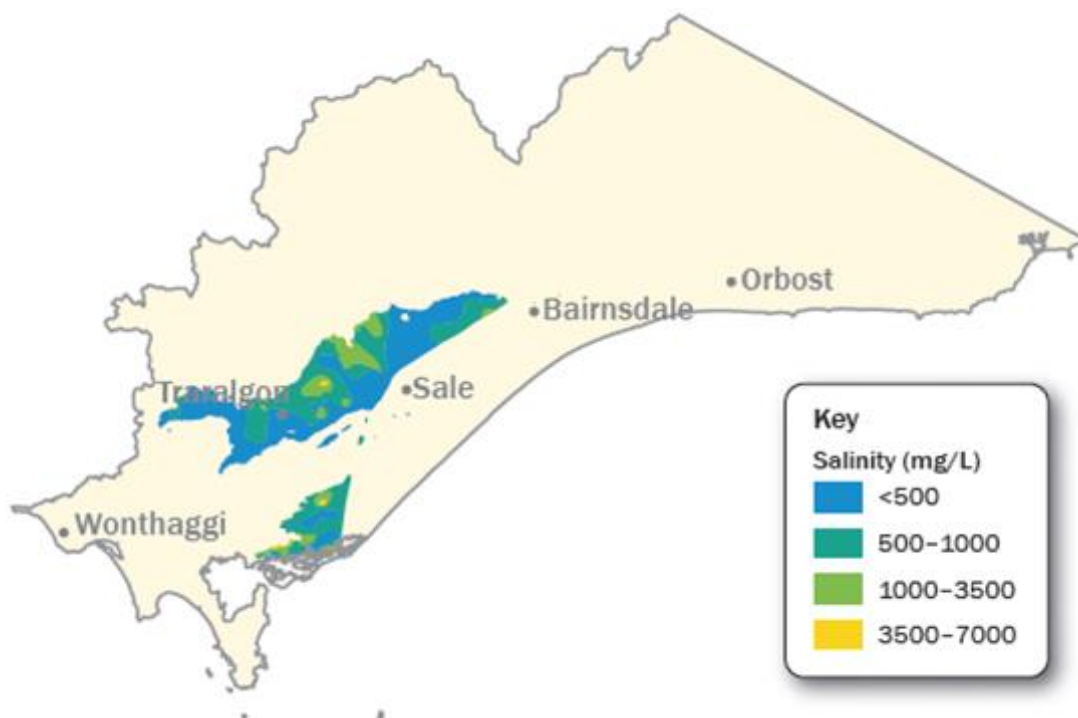 Orbost
Bairnsdale
Traralgon
Sale
Wonthaggi
Key
Salinity (mg/L)
<500
500–1000
1000–3500
3500–7000